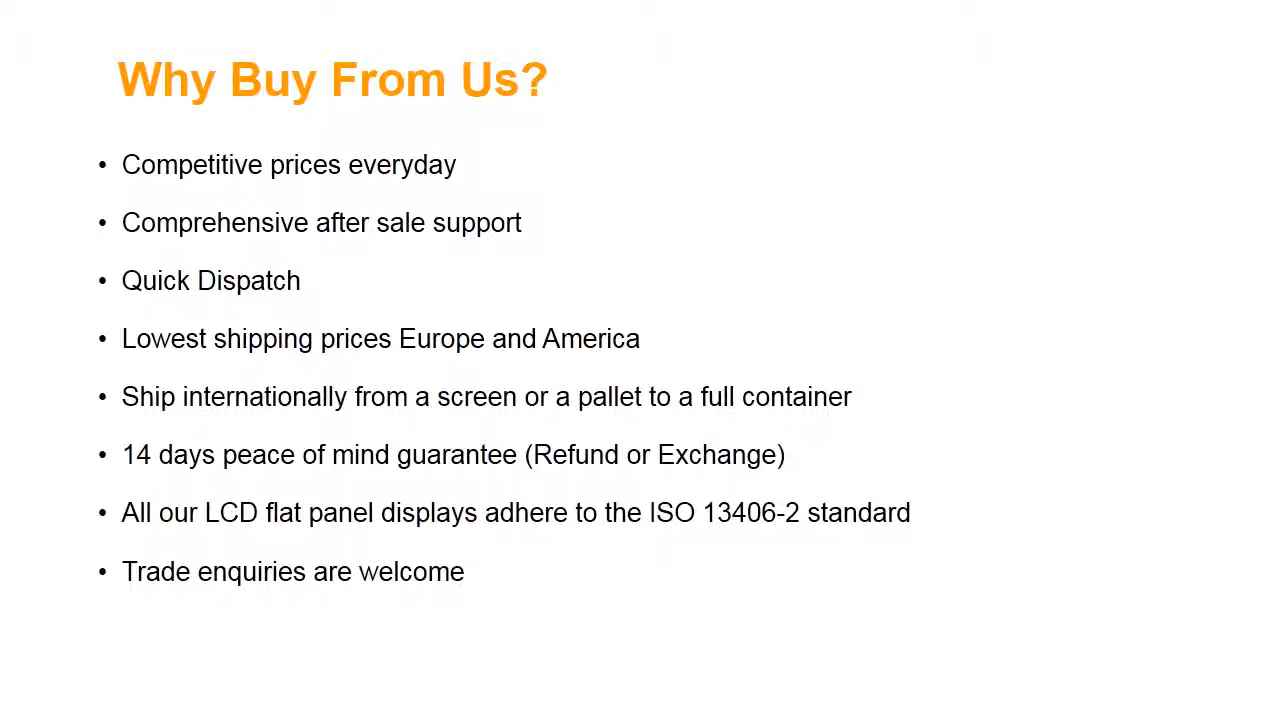 Why Buy From Us?
• Competitive prices everyday
• Comprehensive after sale support
• Quick Dispatch
• Lowest shipping prices Europe and America
• Ship internationally from a screen or a pallet to a full container
• 14 days peace of mind guarantee (Refund or Exchange)
• All our LCD flat panel displays adhere to the ISO 13406-2 standard
• Trade enquiries are welcome